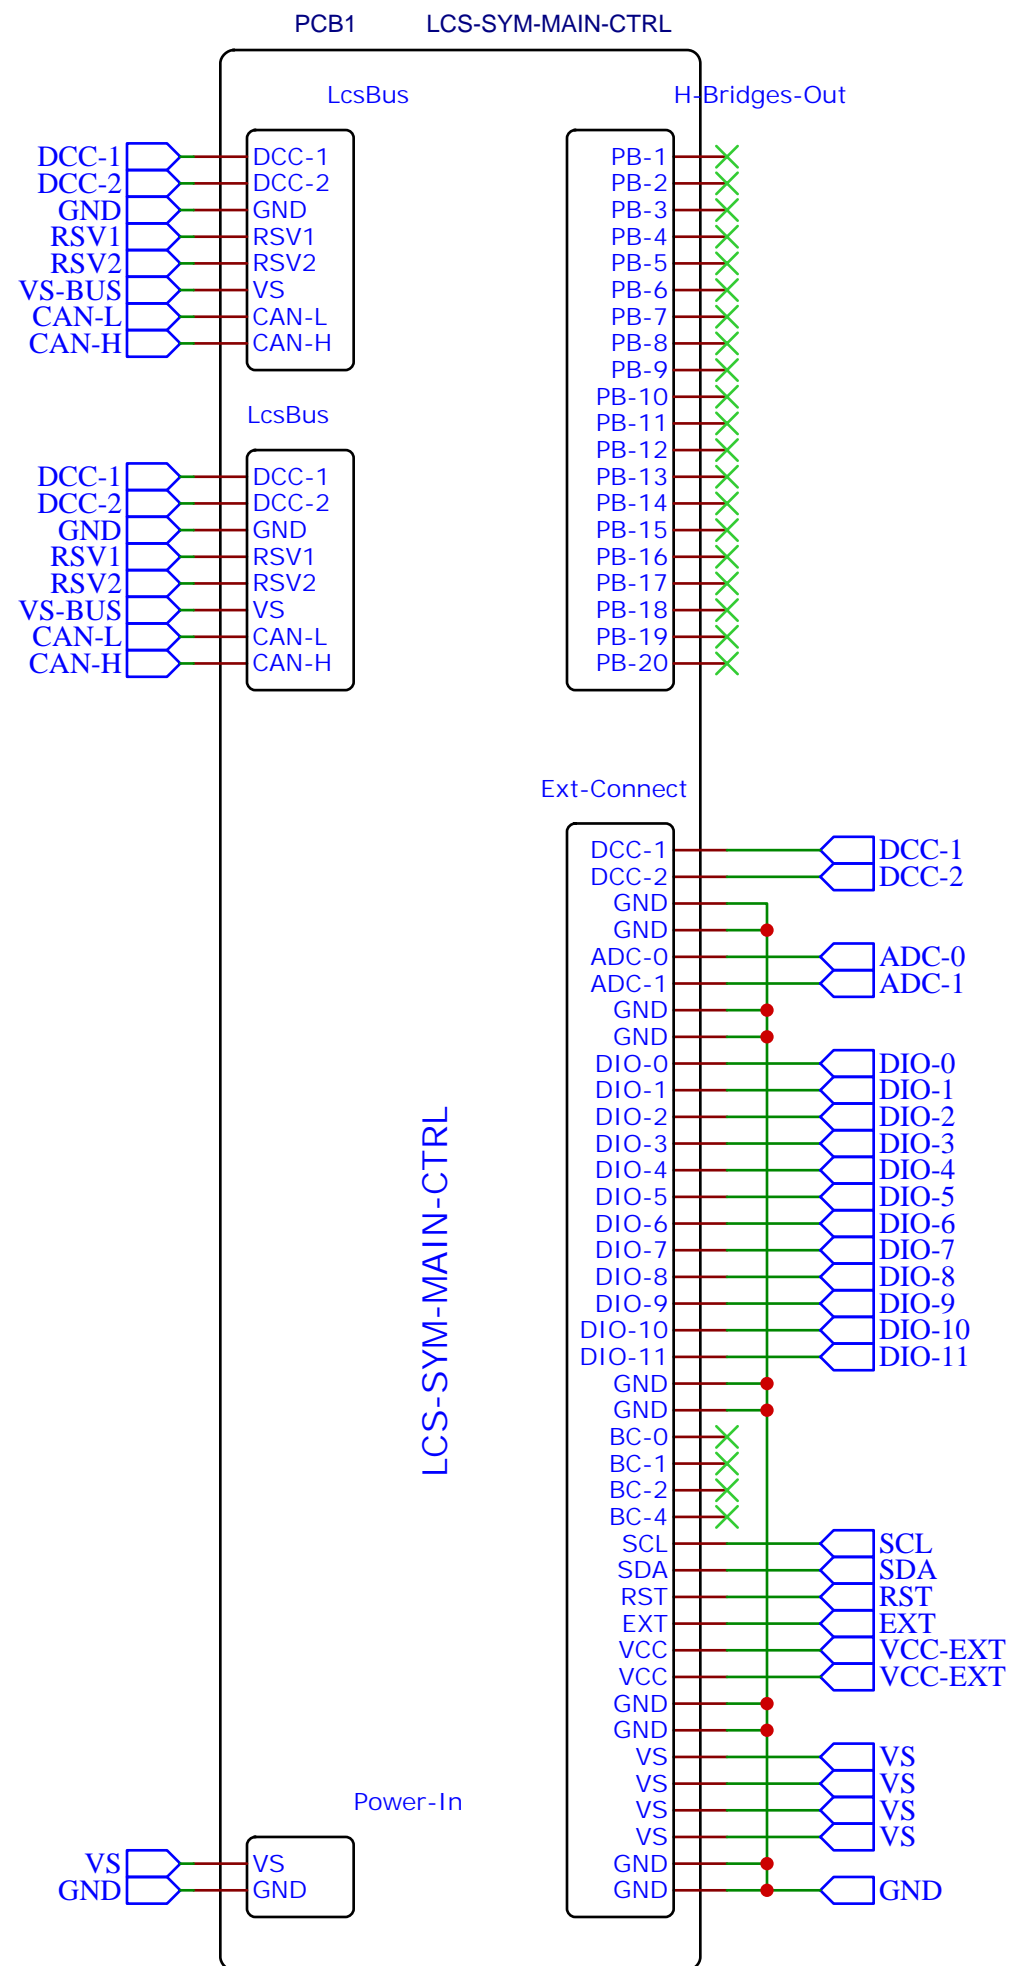 PCB1 LCS-SYM-MAIN-CTRL
LcsBus
DCC-1 DCC-1
DCC-2 DCC-2
GND GND
RSV1 RSV1
RSV2 RSV2
VS-BUS VS
CAN-L CAN-L
CAN-H CAN-H
LcsBus
DCC-1 DCC-1
DCC-2 DCC-2
GND GND
RSV1 RSV1
RSV2 RSV2
VS-BUS VS
CAN-L CAN-L
CAN-H CAN-H
H-Bridges-Out
PB-1
PB-2
PB-3
PB-4
PB-5
PB-6
PB-7
PB-8
PB-9
PB-10
PB-11
PB-12
PB-13
PB-14
PB-15
PB-16
PB-17
PB-18
PB-19
PB-20
Ext-Connect
DCC-1 DCC-1
DCC-2 DCC-2
GND
GND
ADC-0 ADC-0
ADC-1 ADC-1
GND
GND
DIO-0 DIO-0
DIO-1 DIO-1
DIO-2 DIO-2
DIO-3 DIO-3
DIO-4 DIO-4
DIO-5 DIO-5
DIO-6 DIO-6
DIO-7 DIO-7
DIO-8 DIO-8
DIO-9 DIO-9
DIO-10 DIO-10
DIO-11 DIO-11
GND
GND
BC-0
BC-1
BC-2
BC-4
SCL SCL
SDA SDA
RST RST
EXT EXT
VCC VCC-EXT
VCC VCC-EXT
GND
GND
VS VS
VS VS
VS VS
VS VS
GND
GND GND
LCS-SYM-MAIN-CTRL
Power-In
VS VS
GND GND